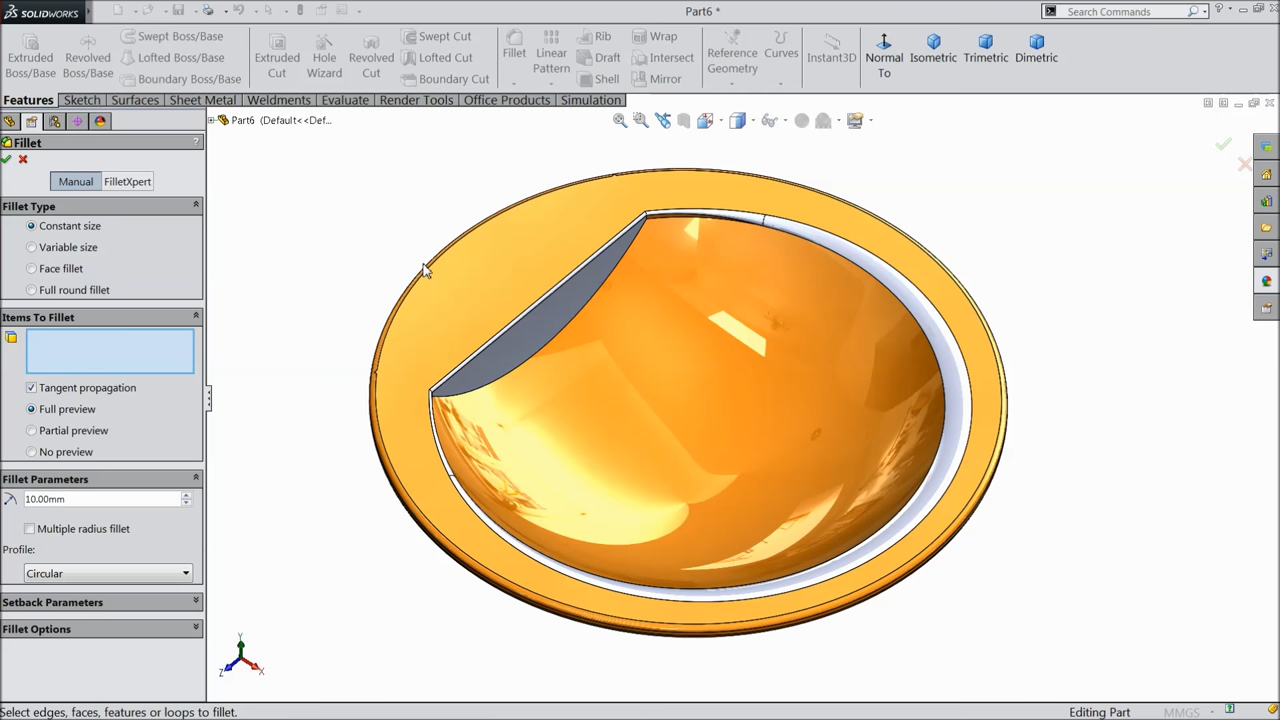 SOLIDWORKS
Part6 *
Search Commands
?
Extruded Boss/Base
Revolved Boss/Base
Swept Boss/Base
Lofted Boss/Base
Boundary Boss/Base
Extruded Cut
Hole Wizard
Revolved Cut
Swept Cut
Lofted Cut
Boundary Cut
Fillet
Linear Pattern
Rib
Draft
Shell
Wrap
Intersect
Mirror
Reference Geometry
Curves
Instant3D
Normal To
Isometric
Trimetric
Dimetric
Features Sketch Surfaces Sheet Metal Weldments Evaluate Render Tools Office Products Simulation
Part6 (Default<<Def...
Fillet
?
Manual FilletXpert
Fillet Type
Constant size
Variable size
Face fillet
Full round fillet
Items To Fillet
Tangent propagation
Full preview
Partial preview
No preview
Fillet Parameters
10.00mm
Multiple radius fillet
Profile:
Circular
Setback Parameters
Fillet Options
Y
Z
X
Select edges, faces, features or loops to fillet.
Editing Part
MMGS
?